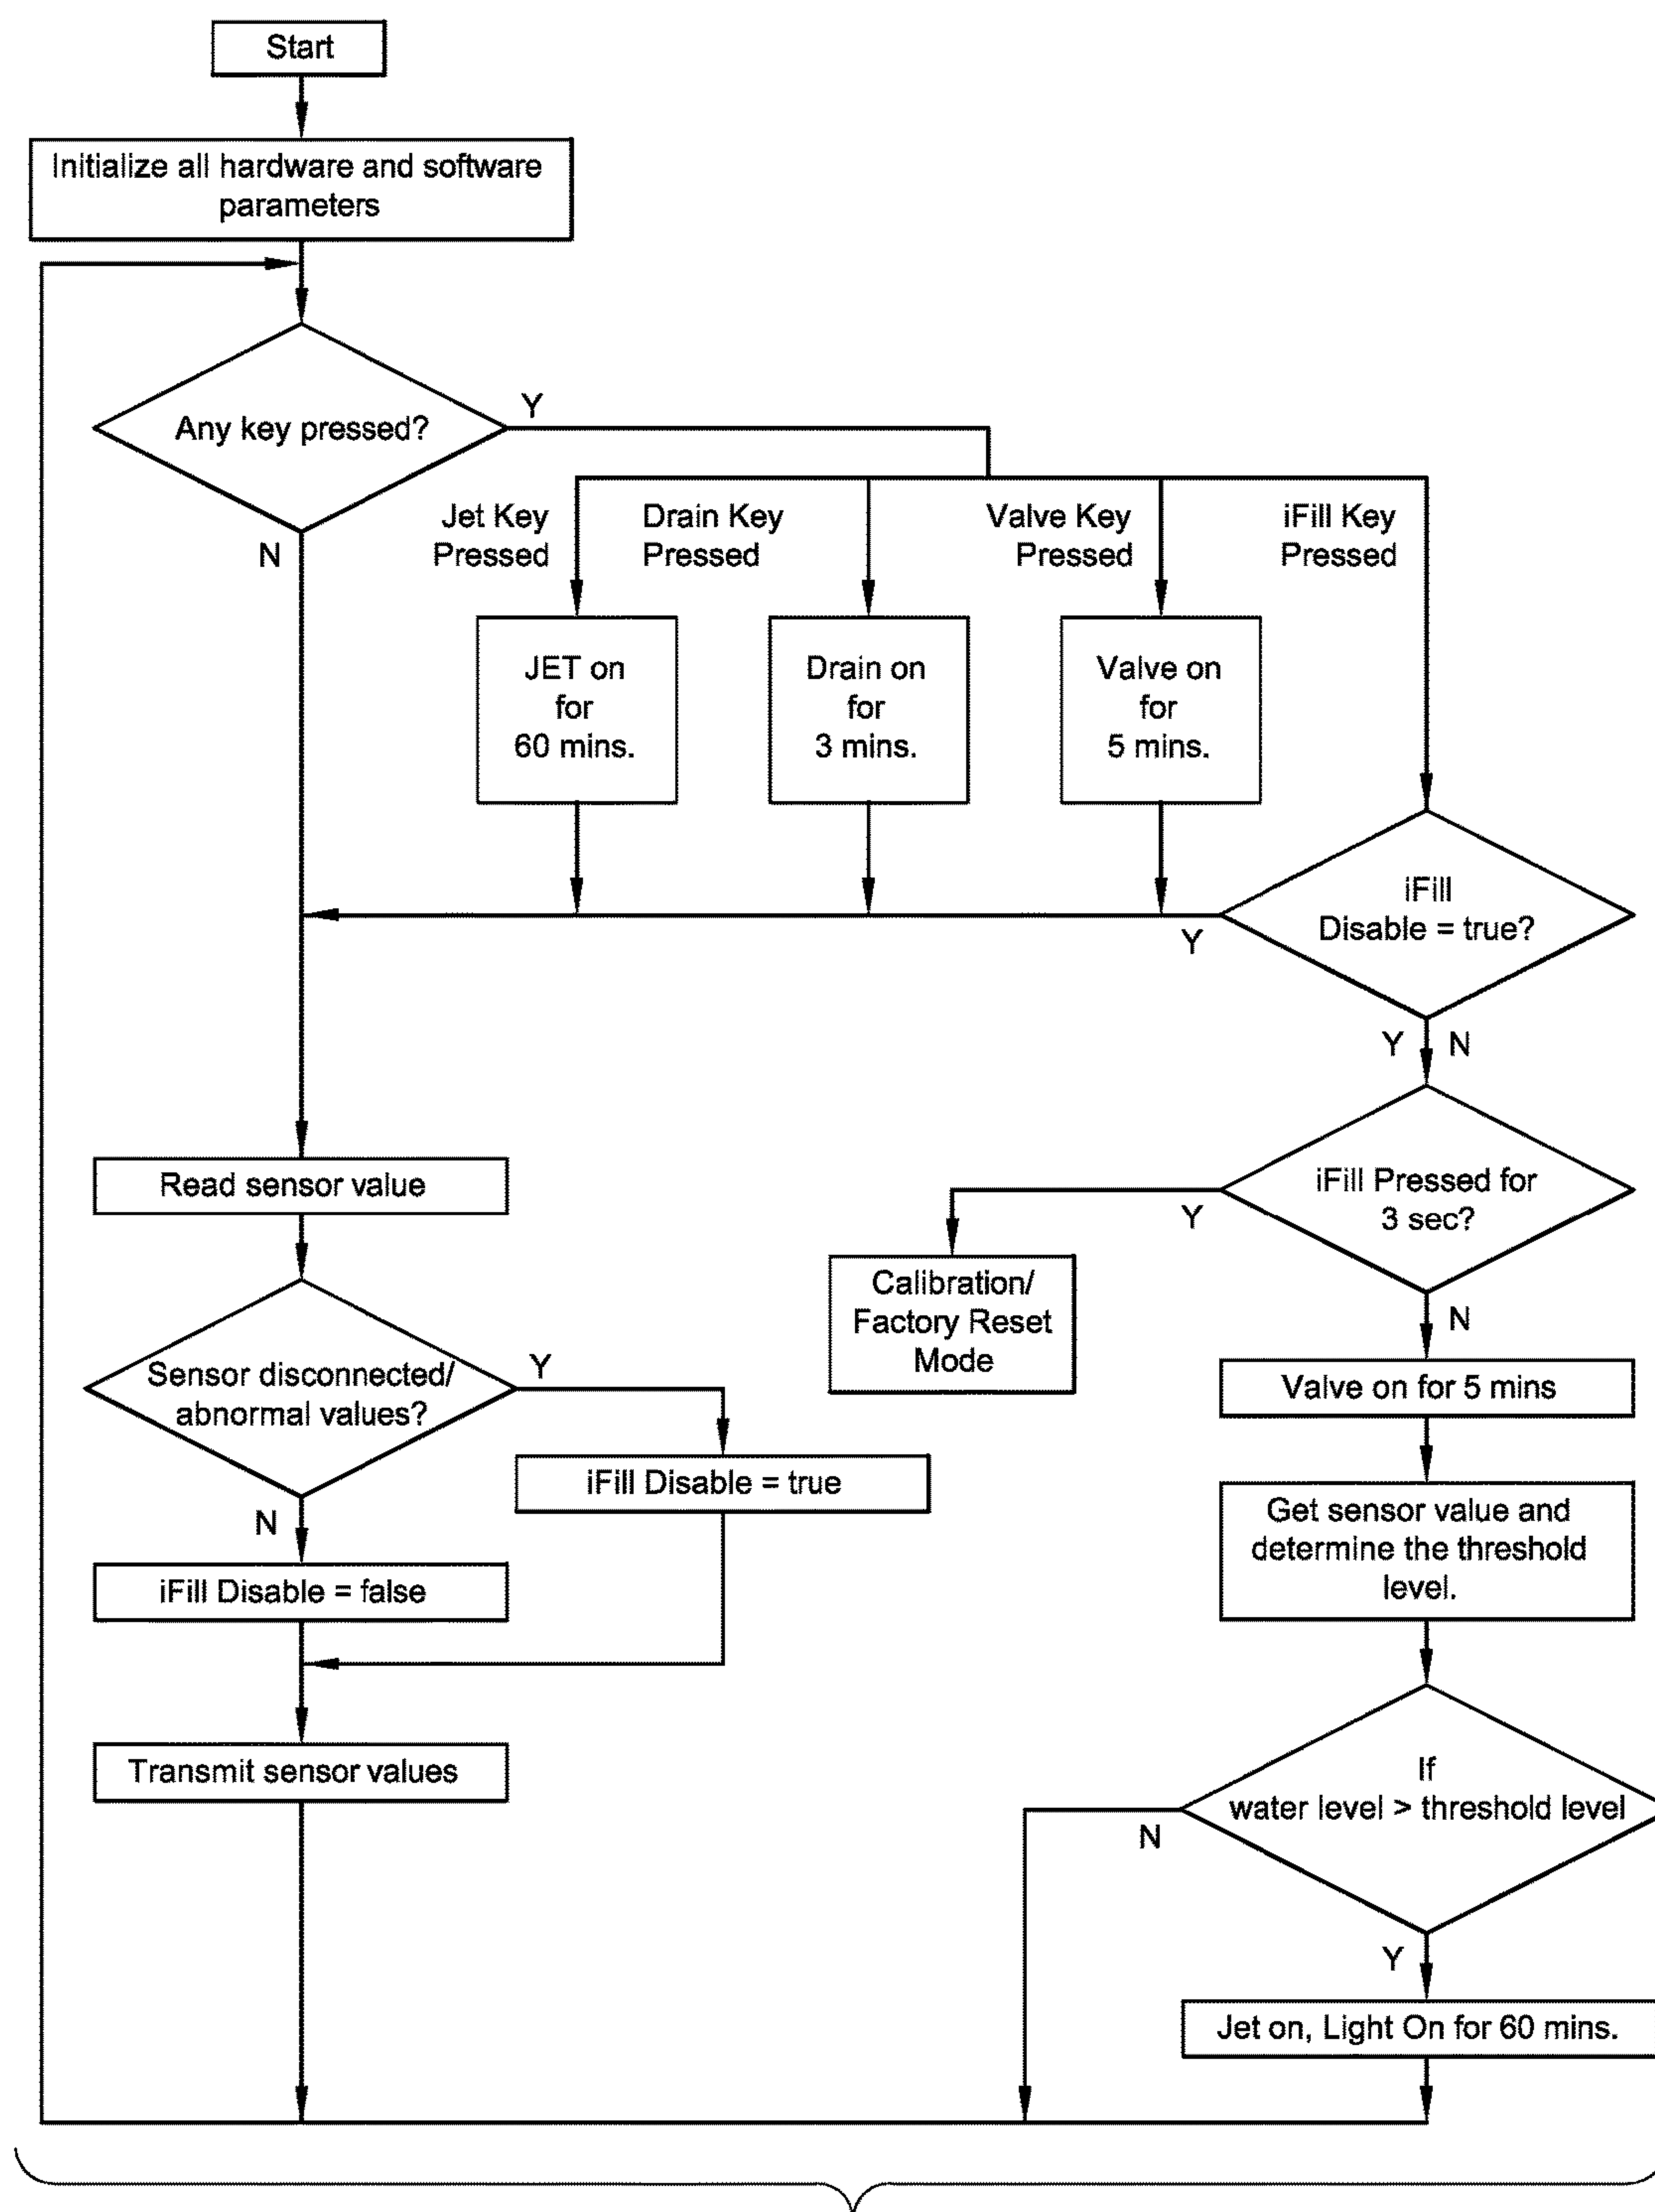 Start
Initialize all hardware and software
parameters
Any key pressed?
Y
N
Jet Key
Pressed
Drain Key
Pressed
Valve Key
Pressed
iFill Key
Pressed
JET on
for
60 mins.
Drain on
for
3 mins.
Valve on
for
5 mins.
iFill
Disable = true?
Y
Y
N
Read sensor value
iFill Pressed for
3 sec?
Y
N
Calibration/
Factory Reset
Mode
Sensor disconnected/
abnormal values?
Y
N
iFill Disable = true
iFill Disable = false
Transmit sensor values
Valve on for 5 mins
Get sensor value and
determine the threshold
level.
If
water level > threshold level
N
Y
Jet on, Light On for 60 mins.